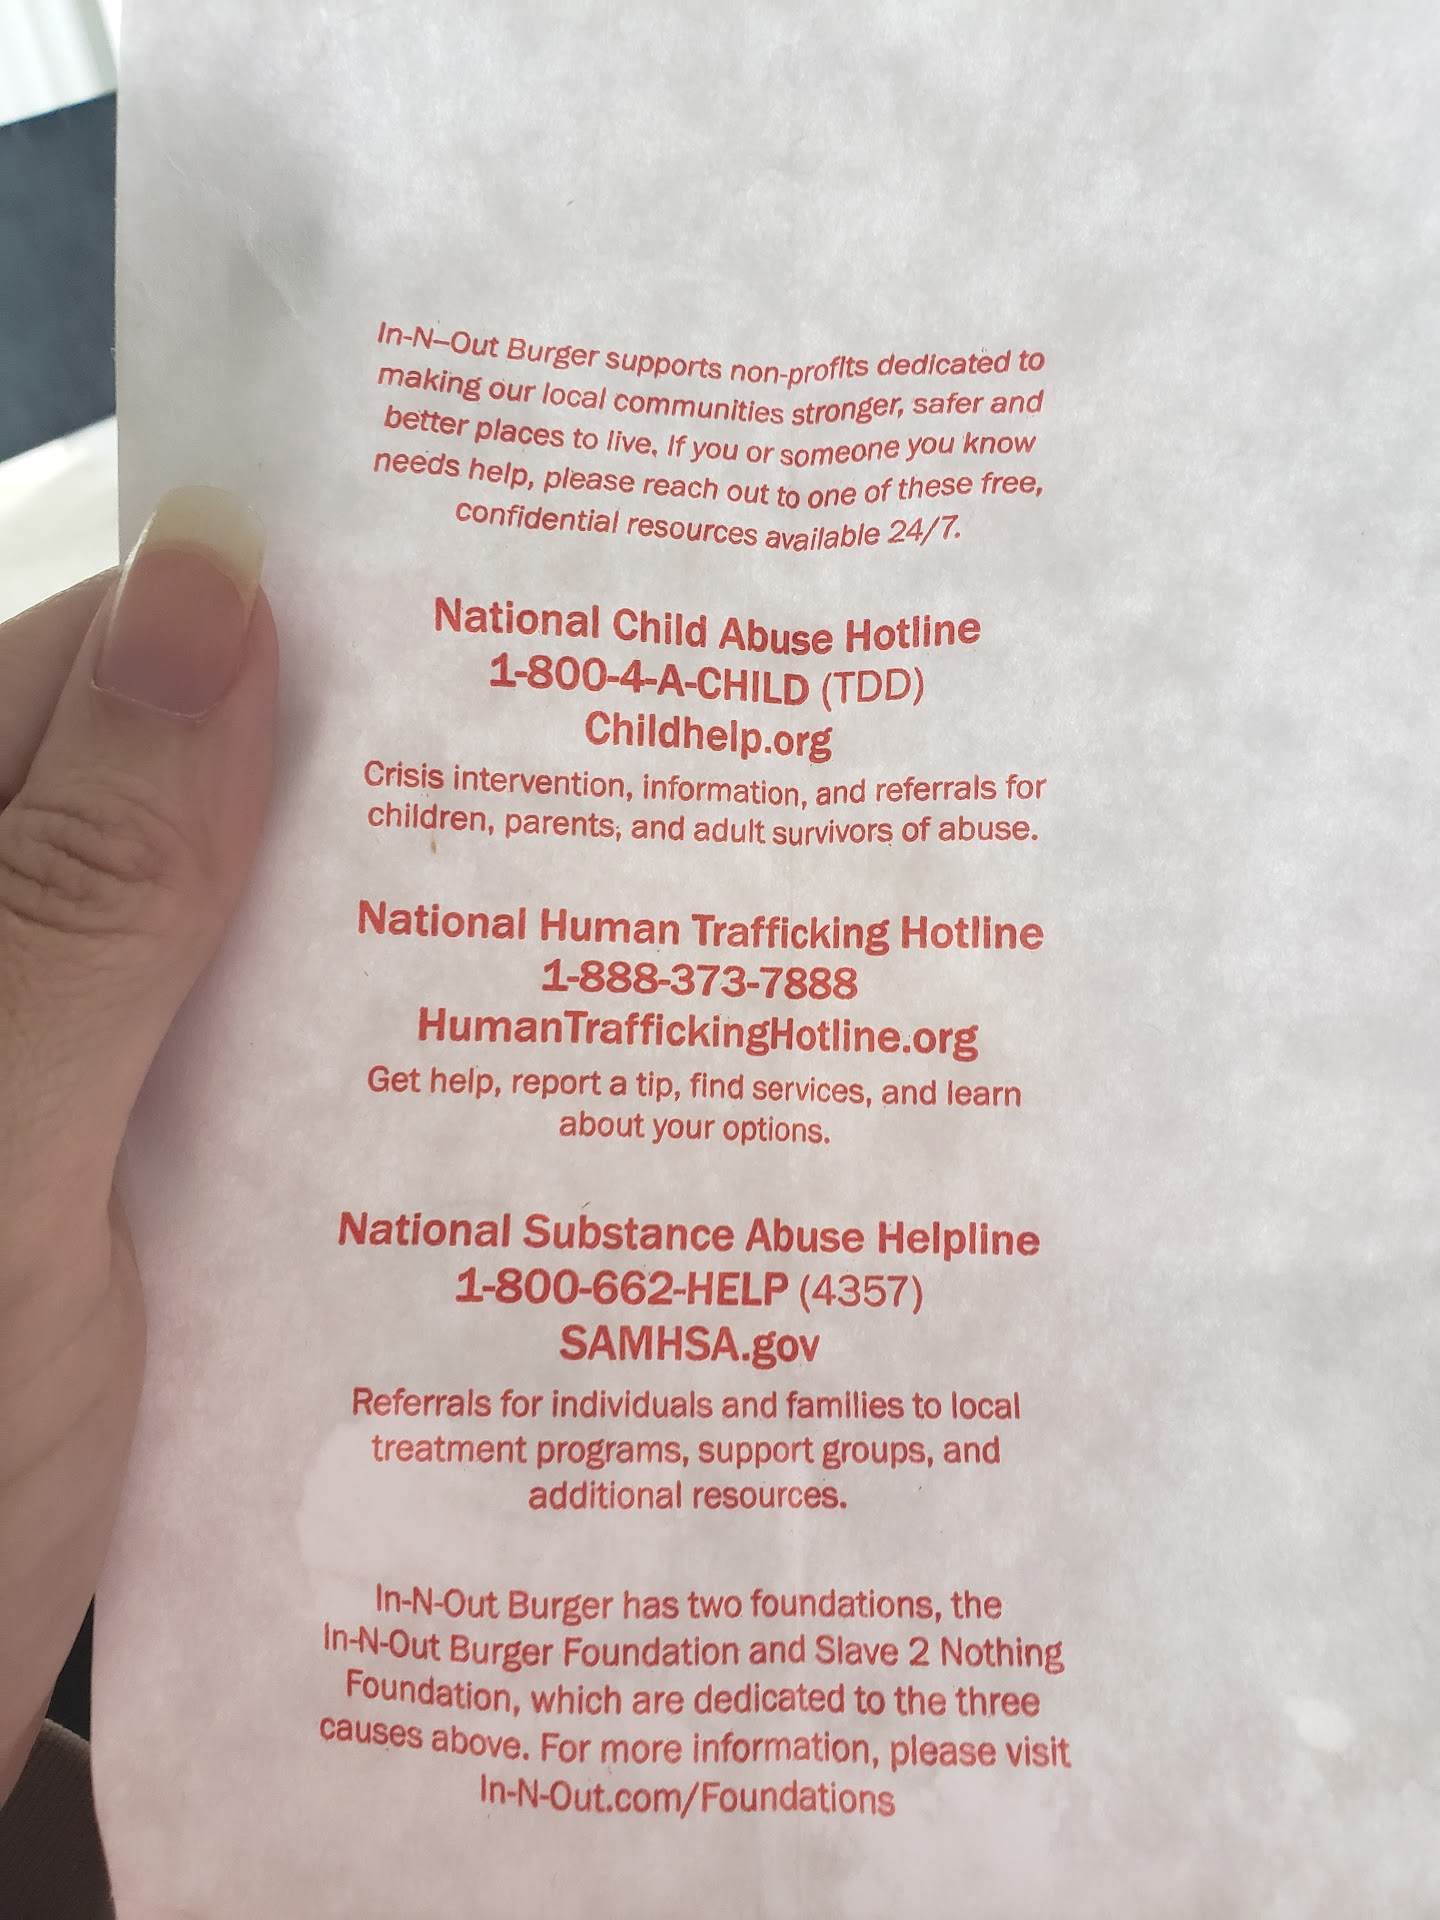 In-N-Out Burger supports non-profits dedicated to
making our local communities stronger, safer and
better places to live. If you or someone you know
needs help, please reach out to one of these free,
confidential resources available 24/7.
National Child Abuse Hotline
1-800-4-A-CHILD (TDD)
Childhelp.org
Crisis intervention, information, and referrals for
children, parents, and adult survivors of abuse.
National Human Trafficking Hotline
1-888-373-7888
HumanTraffickingHotline.org
Get help, report a tip, find services, and learn
about your options.
National Substance Abuse Helpline
1-800-662-HELP (4357)
SAMHSA.gov
Referrals for individuals and families to local
treatment programs, support groups, and
additional resources.
In-N-Out Burger has two foundations, the
In-N-Out Burger Foundation and Slave 2 Nothing
Foundation, which are dedicated to the three
causes above. For more information, please visit
In-N-Out.com/Foundations